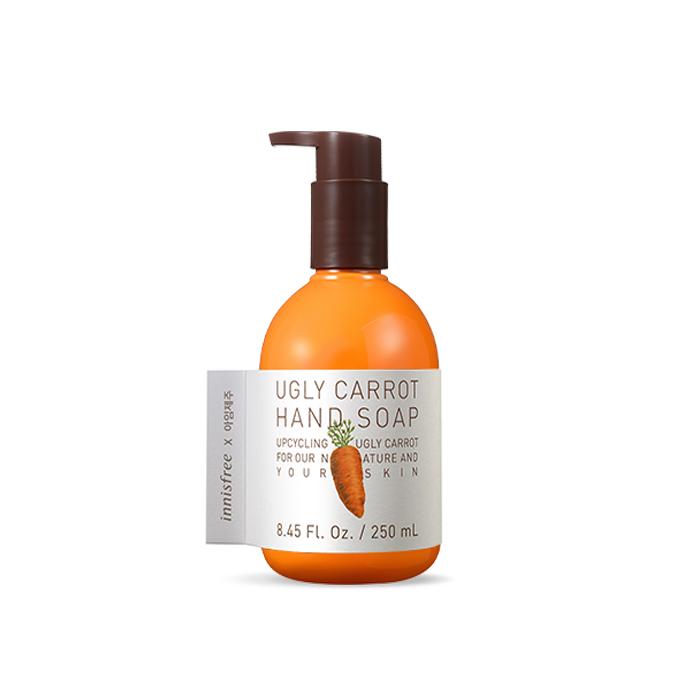 UGLY CARROT
HAND SOAP
UPCYCLING UGLY CARROT
FOR OUR NATURE AND
YOUR SKIN
8.45 Fl. Oz. / 250 mL
innisfree x 아임제주